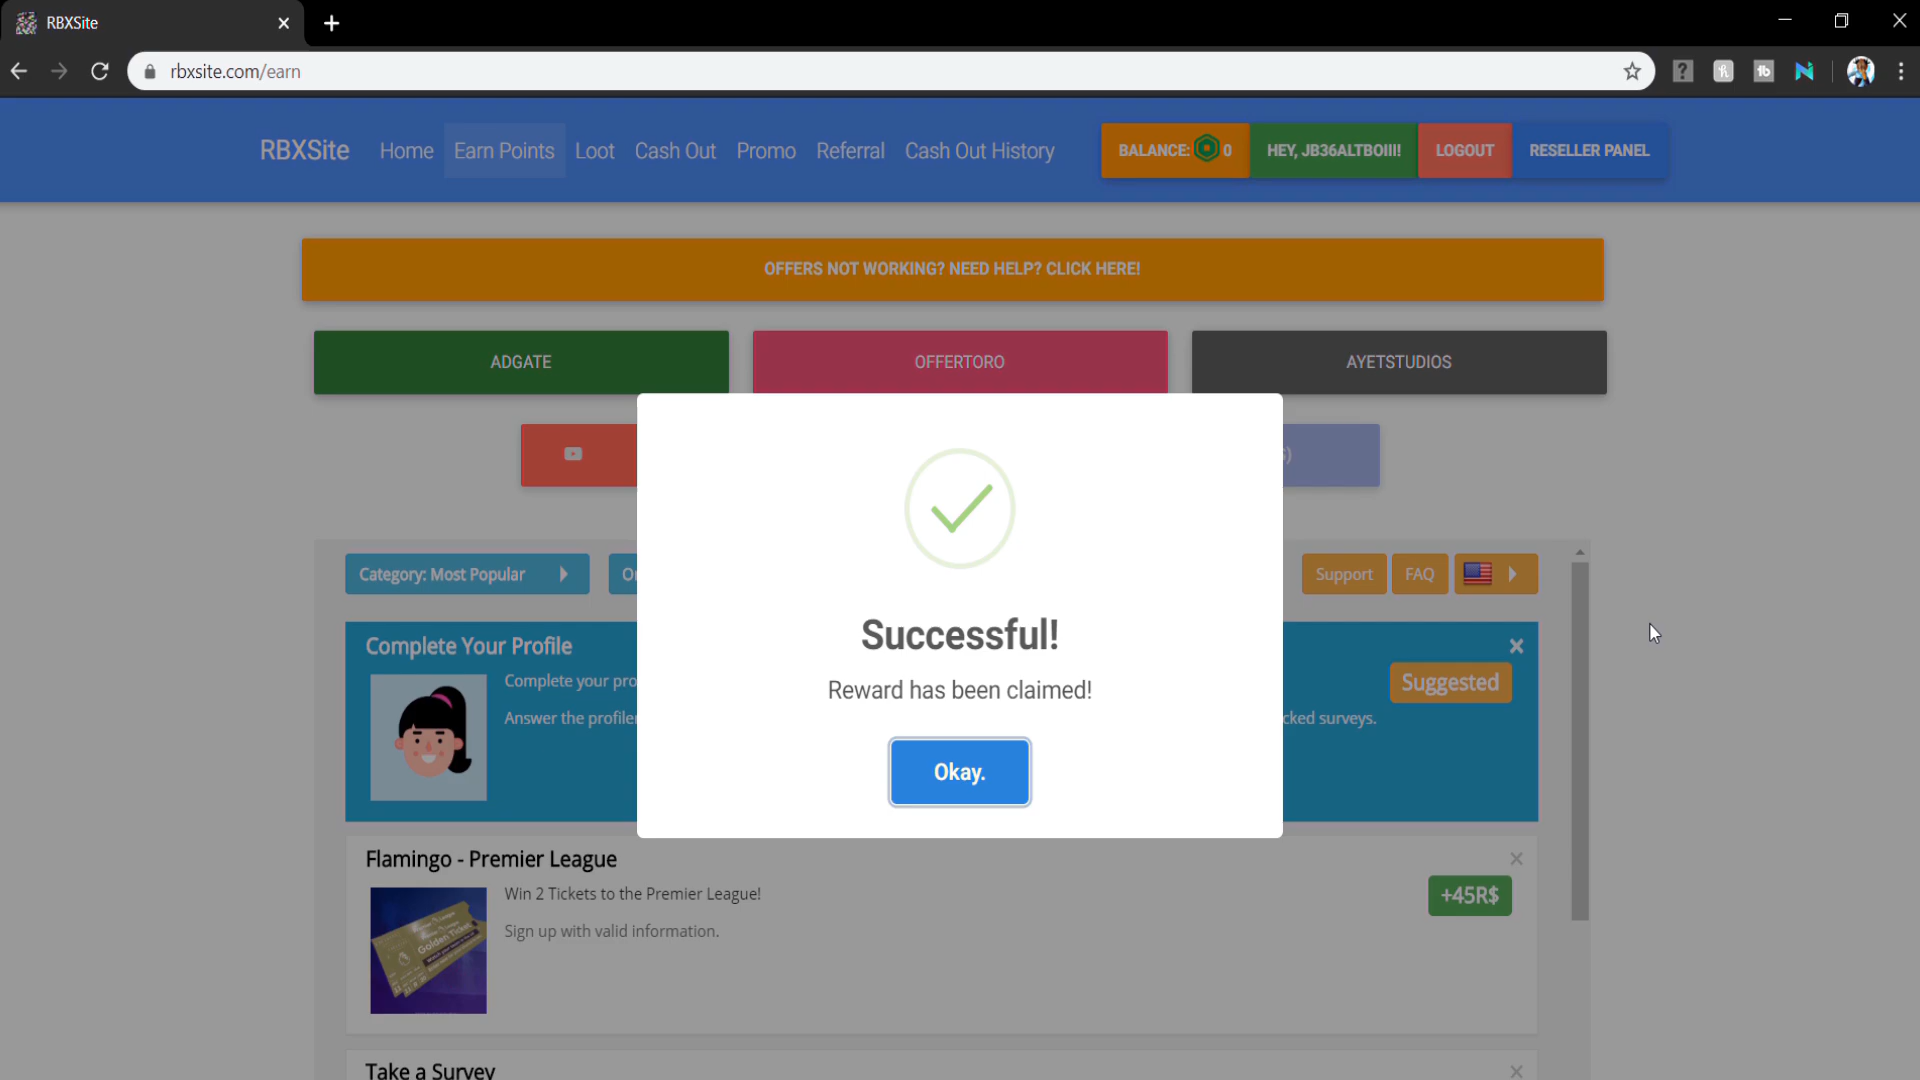 RBXSite
rbxsite.com/earn
RBXSite Home Earn Points Loot Cash Out Promo Referral Cash Out History BALANCE: 0 HEY, JB36ALTBOIII! LOGOUT RESELLER PANEL
OFFERS NOT WORKING? NEED HELP? CLICK HERE!
ADGATE OFFERTORO AYETSTUDIOS
Category: Most Popular Support FAQ
Complete Your Profile
Suggested
Complete your pro
Answer the profiler cked surveys.
Successful!
Reward has been claimed!
Okay.
Flamingo - Premier League
Win 2 Tickets to the Premier League!
+45R$
Sign up with valid information.
Golden Ticket
Take a Survey